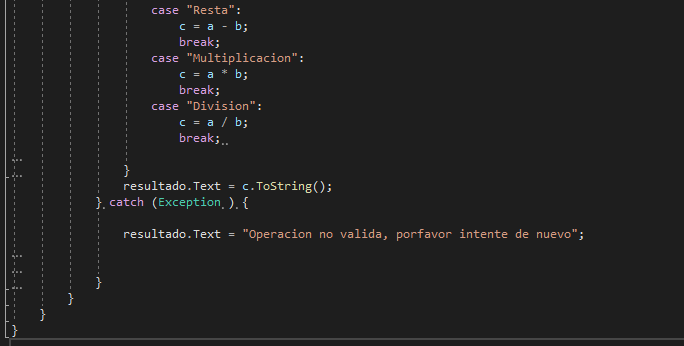 case "Resta":
c = a - b;
break;
case "Multiplicacion":
c = a * b;
break;
case "Division":
c = a / b;
break;
}
resultado.Text = c.ToString();
} catch (Exception ) {
resultado.Text = "Operacion no valida, porfavor intente de nuevo";
}
}
}
}